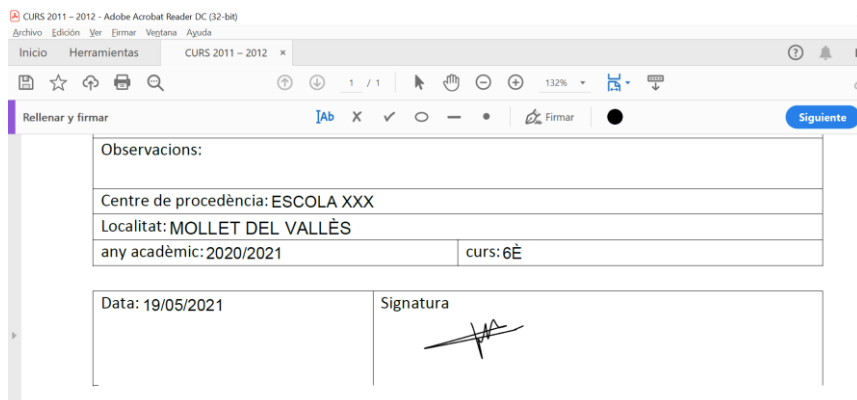 CURS 2011 – 2012 - Adobe Acrobat Reader DC (32-bit)
Archivo Edición Ver Firmar Ventana Ayuda
Inicio Herramientas CURS 2011 – 2012 ×
1 / 1 132%
Rellenar y firmar Ab Firmar Siguiente
Observacions:
Centre de procedència: ESCOLA XXX
Localitat: MOLLET DEL VALLÈS
any acadèmic: 2020/2021 curs: 6È
Data: 19/05/2021 Signatura